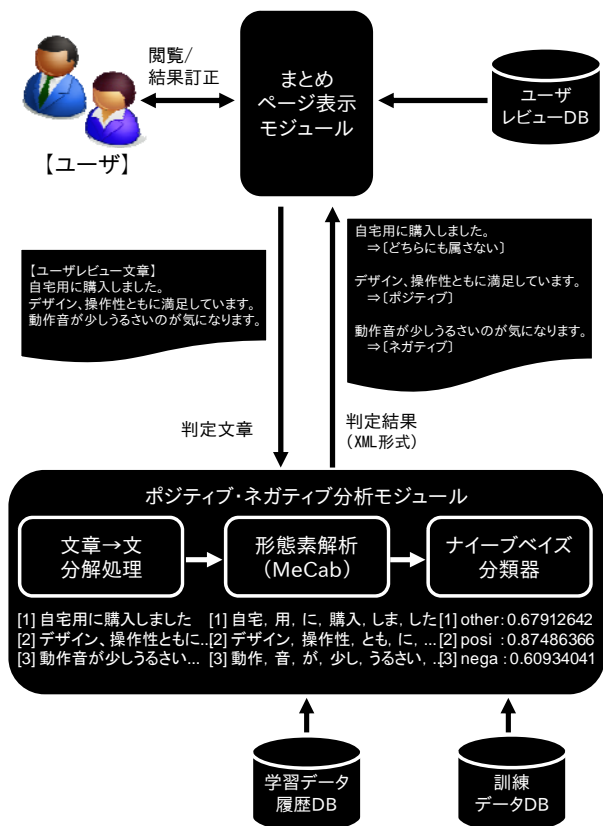 閲覧/
結果訂正
【ユーザ】
まとめ
ページ表示
モジュール
ユーザ
レビューDB
【ユーザレビュー文章】
自宅用に購入しました。
デザイン、操作性ともに満足しています。
動作音が少しうるさいのが気になります。
自宅用に購入しました。
⇒〔どちらにも属さない〕
デザイン、操作性ともに満足しています。
⇒〔ポジティブ〕
動作音が少しうるさいのが気になります。
⇒〔ネガティブ〕
判定文章
判定結果
(XML形式)
ポジティブ・ネガティブ分析モジュール
文章→文
分解処理
形態素解析
(MeCab)
ナイーブベイズ
分類器
[1] 自宅用に購入しました
[2] デザイン、操作性ともに...
[3] 動作音が少しうるさい...
[1] 自宅, 用, に, 購入, しま, した
[2] デザイン, 操作性, とも, に, ...
[3] 動作, 音, が, 少し, うるさい, ...
[1] other：0.67912642
[2] posi ：0.87486366
[3] nega ：0.60934041
学習データ
履歴DB
訓練
データDB